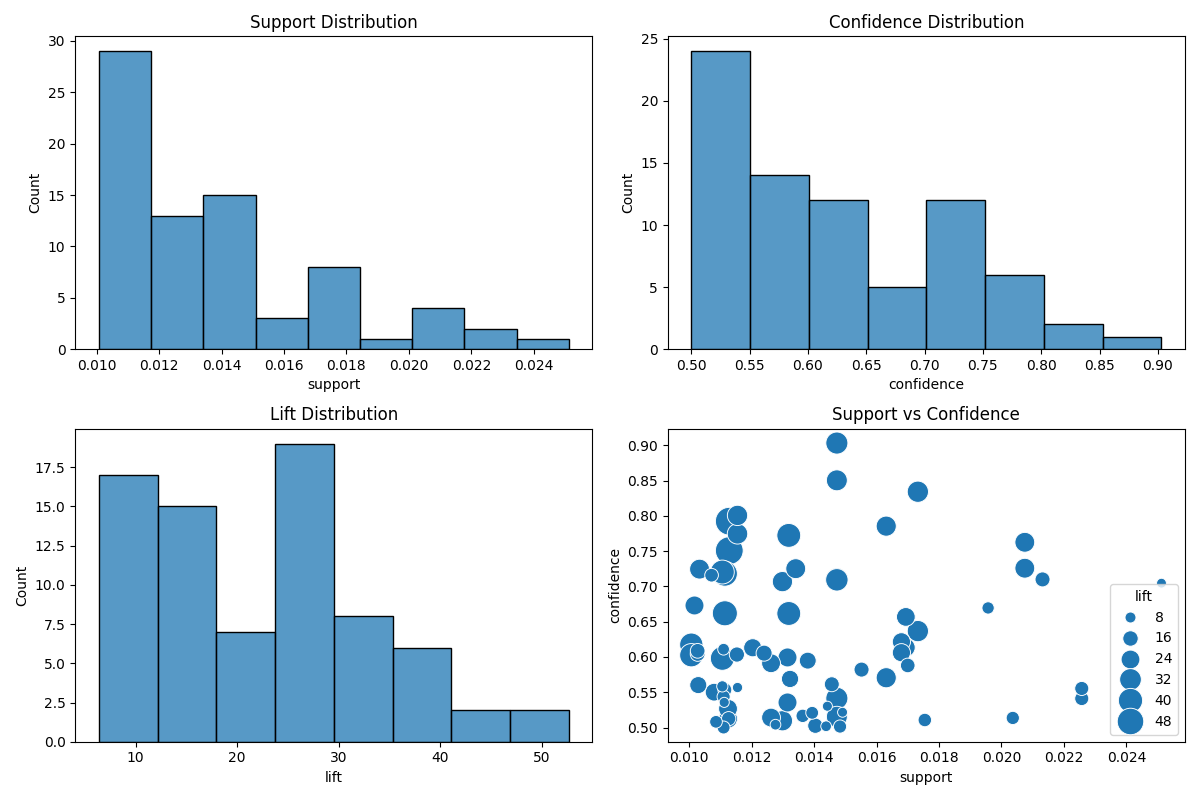 Support Distribution
Count
30
25
20
15
10
5
0
0.010 0.012 0.014 0.016 0.018 0.020 0.022 0.024
support
Confidence Distribution
Count
25
20
15
10
5
0
0.50 0.55 0.60 0.65 0.70 0.75 0.80 0.85 0.90
confidence
Lift Distribution
Count
17.5
15.0
12.5
10.0
7.5
5.0
2.5
0.0
10 20 30 40 50
lift
Support vs Confidence
confidence
0.90
0.85
0.80
0.75
0.70
0.65
0.60
0.55
0.50
0.010 0.012 0.014 0.016 0.018 0.020 0.022 0.024
support
lift
8
16
24
32
40
48